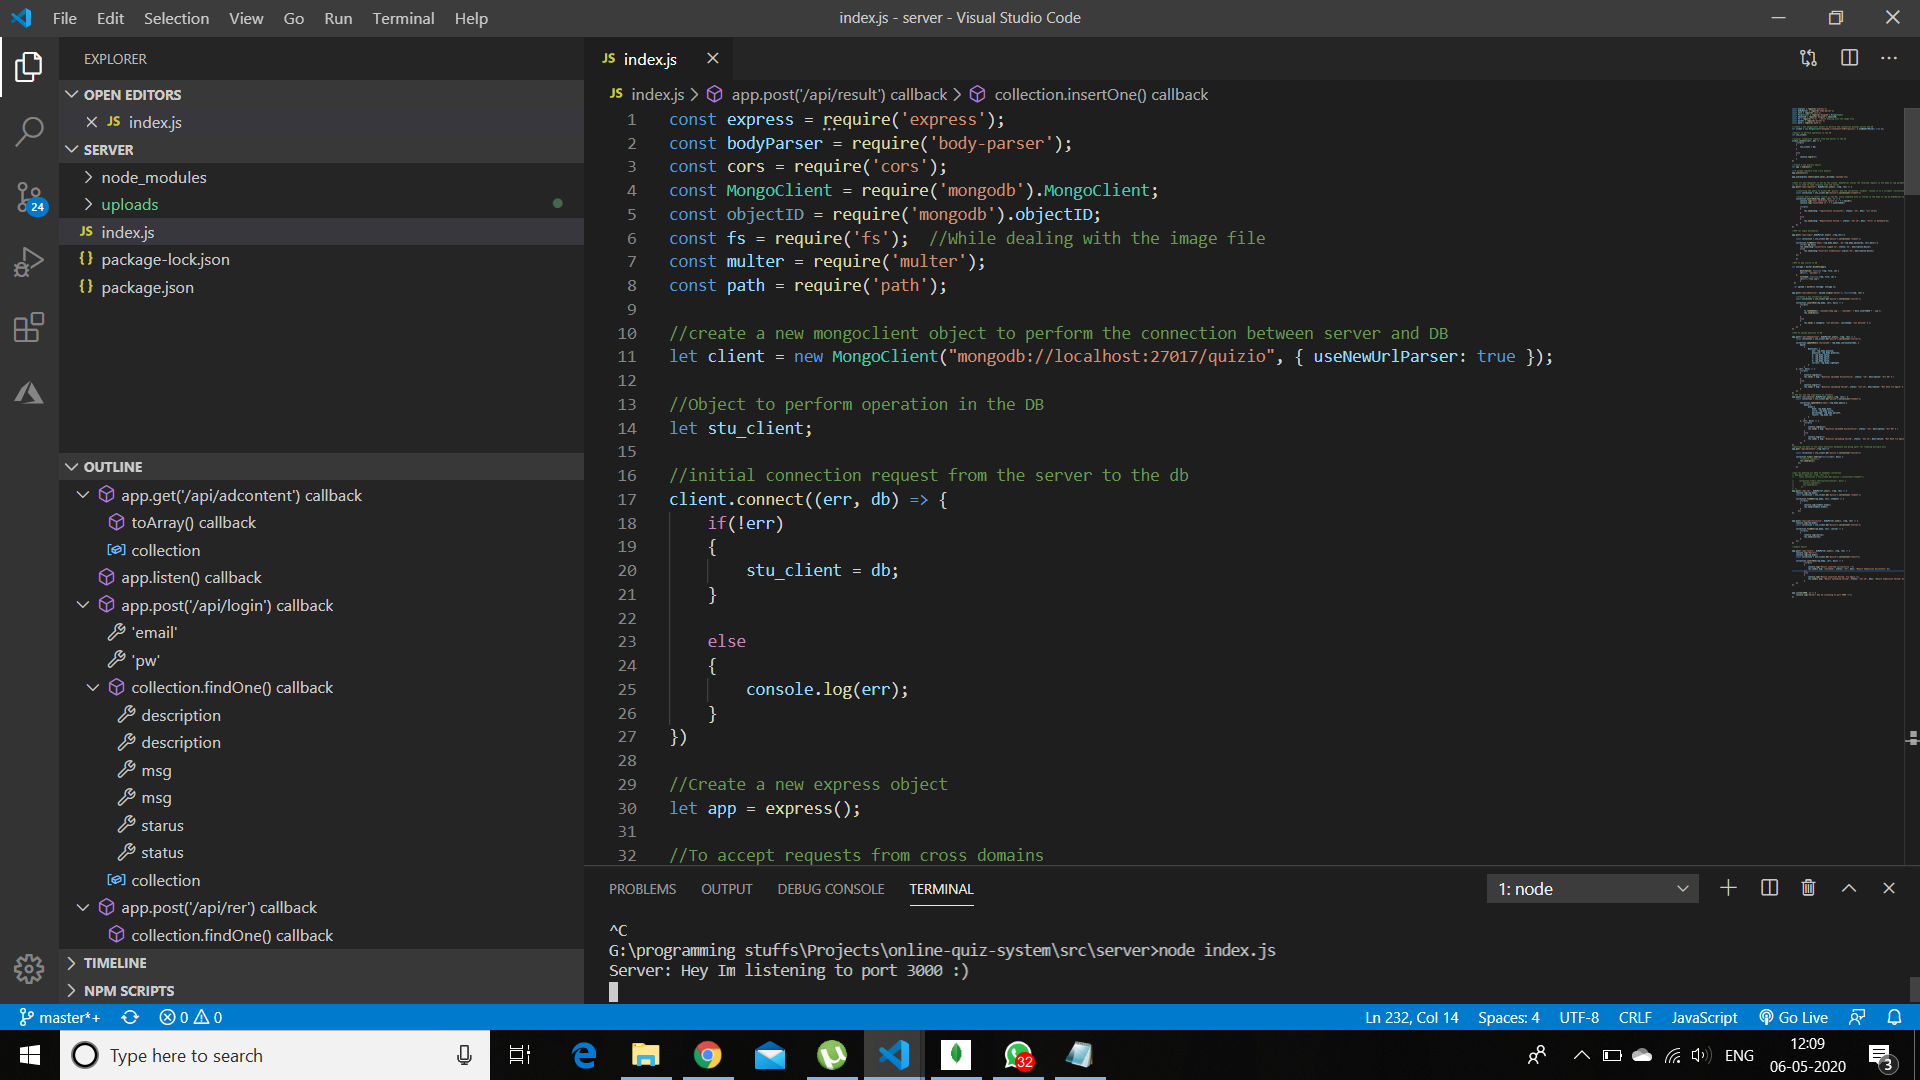 File Edit Selection View Go Run Terminal Help
index.js - server - Visual Studio Code
EXPLORER
OPEN EDITORS
JS index.js
SERVER
node_modules
uploads
JS index.js
{} package-lock.json
{} package.json
OUTLINE
app.get('/api/adcontent') callback
toArray() callback
collection
app.listen() callback
app.post('/api/login') callback
'email'
'pw'
collection.findOne() callback
description
description
msg
msg
starus
status
collection
app.post('/api/rer') callback
collection.findOne() callback
TIMELINE
NPM SCRIPTS
24
JS index.js
JS index.js > app.post('/api/result') callback > collection.insertOne() callback
1 const express = require('express');
2 const bodyParser = require('body-parser');
3 const cors = require('cors');
4 const MongoClient = require('mongodb').MongoClient;
5 const objectID = require('mongodb').objectID;
6 const fs = require('fs');  //While dealing with the image file
7 const multer = require('multer');
8 const path = require('path');
9
10 //create a new mongoclient object to perform the connection between server and DB
11 let client = new MongoClient("mongodb://localhost:27017/quizio", { useNewUrlParser: true });
12
13 //Object to perform operation in the DB
14 let stu_client;
15
16 //initial connection request from the server to the db
17 client.connect((err, db) => {
18     if(!err)
19     {
20         stu_client = db;
21     }
22
23     else
24     {
25         console.log(err);
26     }
27 })
28
29 //Create a new express object
30 let app = express();
31
32 //To accept requests from cross domains
PROBLEMS OUTPUT DEBUG CONSOLE TERMINAL
1: node
^C
G:\programming stuffs\Projects\online-quiz-system\src\server>node index.js
Server: Hey Im listening to port 3000 :)
master*+ 0 0
Ln 232, Col 14 Spaces: 4 UTF-8 CRLF JavaScript Go Live
Type here to search
32
ENG
12:09
06-05-2020
3